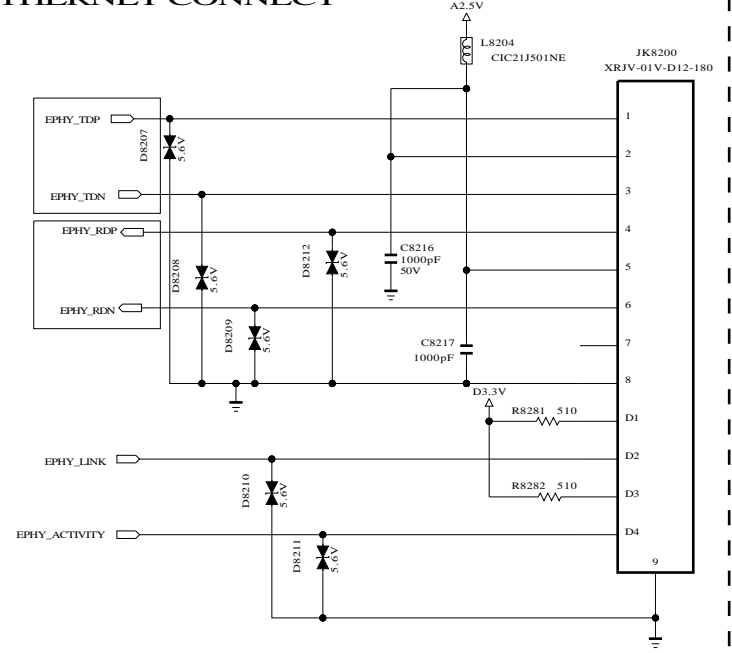 THERNET CONNECT
A2.5V
L8204
CIC21J501NE
JK8200
XRJV-01V-D12-180
EPHY_TDP
1
D8207
5.6V
2
EPHY_TDN
3
EPHY_RDP
4
D8208
5.6V
D8212
5.6V
C8216
1000pF
50V
5
EPHY_RDN
6
D8209
5.6V
C8217
1000pF
7
8
D3.3V
R8281 510
D1
EPHY_LINK
D2
D8210
5.6V
R8282 510
D3
EPHY_ACTIVITY
D4
D8211
5.6V
9